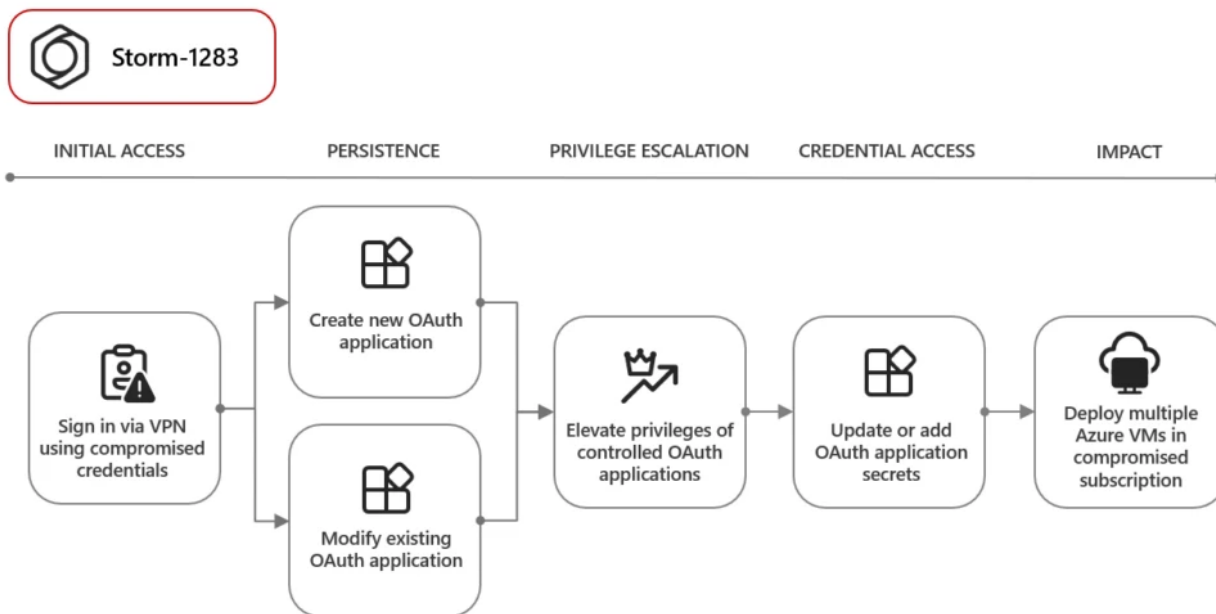 Storm-1283
INITIAL ACCESS
PERSISTENCE
PRIVILEGE ESCALATION
CREDENTIAL ACCESS
IMPACT
Sign in via VPN
using compromised
credentials
Create new OAuth
application
Modify existing
OAuth application
Elevate privileges of
controlled OAuth
applications
Update or add
OAuth application
secrets
Deploy multiple
Azure VMs in
compromised
subscription